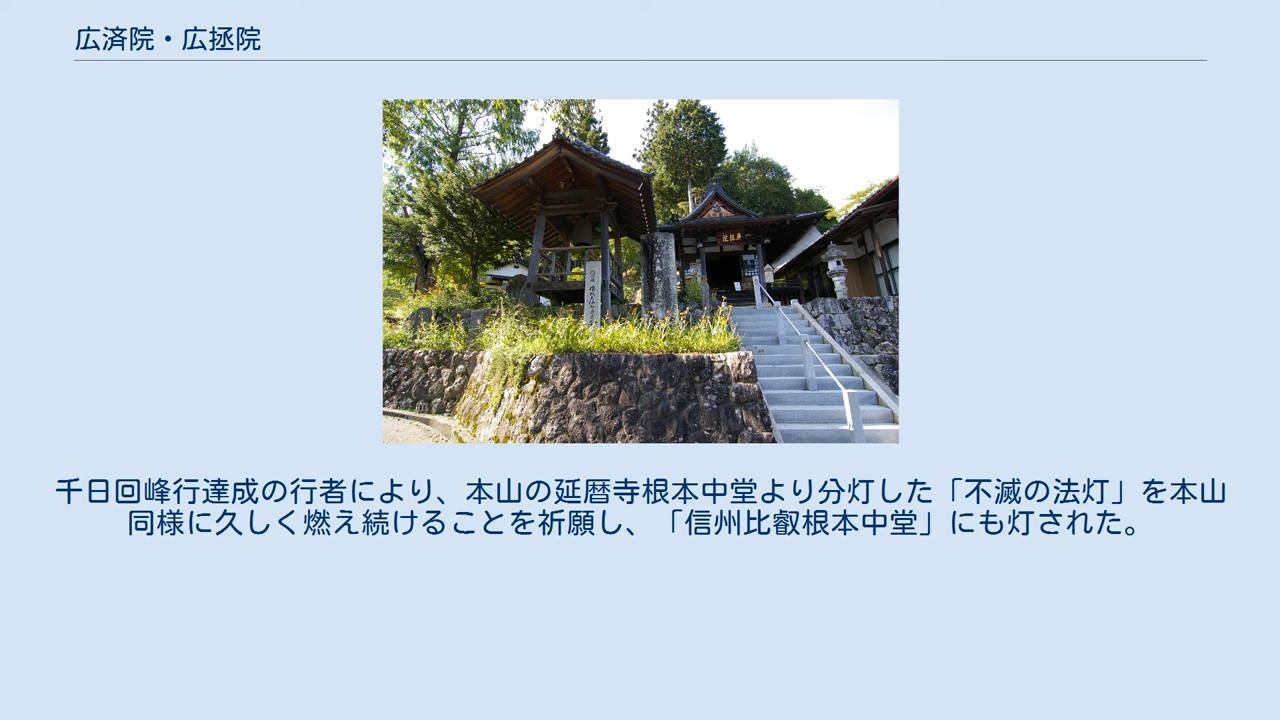 広済院・広拯院
千日回峰行達成の行者により、本山の延暦寺根本中堂より分灯した「不滅の法灯」を本山
同様に久しく燃え続けることを祈願し、「信州比叡根本中堂」にも灯された。